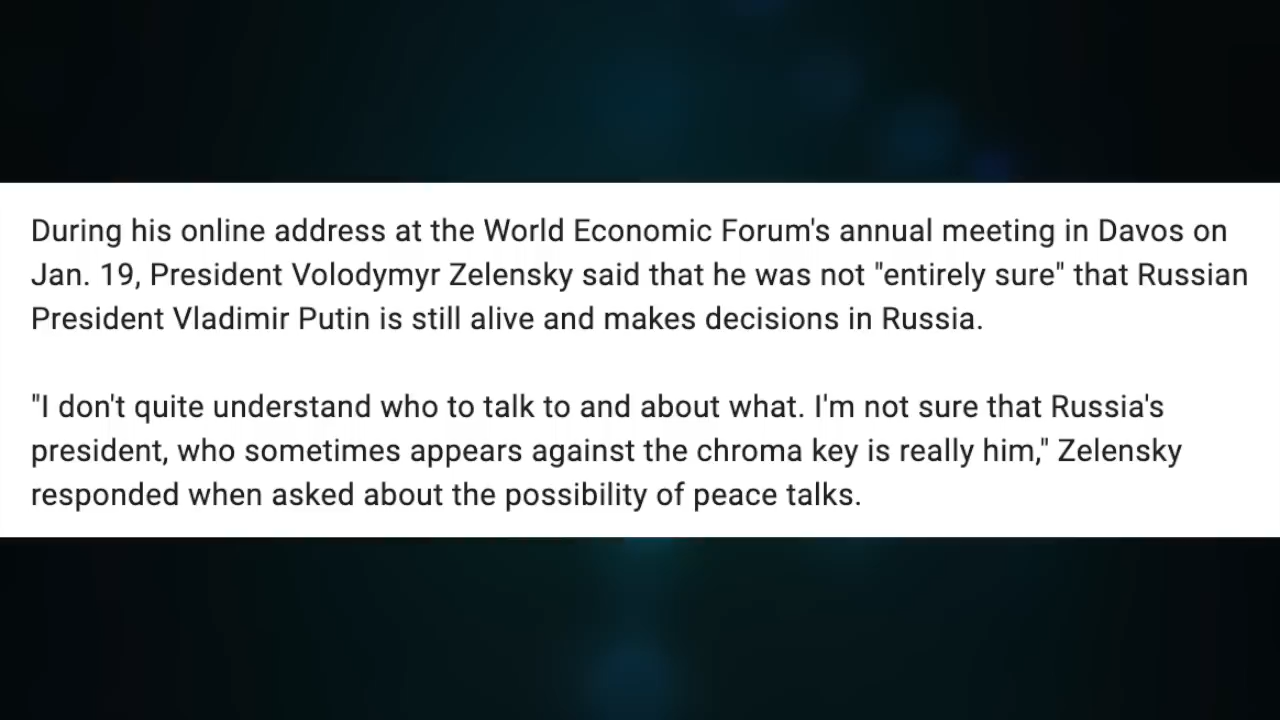 During his online address at the World Economic Forum's annual meeting in Davos on
Jan. 19, President Volodymyr Zelensky said that he was not "entirely sure" that Russian
President Vladimir Putin is still alive and makes decisions in Russia.
"I don't quite understand who to talk to and about what. I'm not sure that Russia's
president, who sometimes appears against the chroma key is really him," Zelensky
responded when asked about the possibility of peace talks.